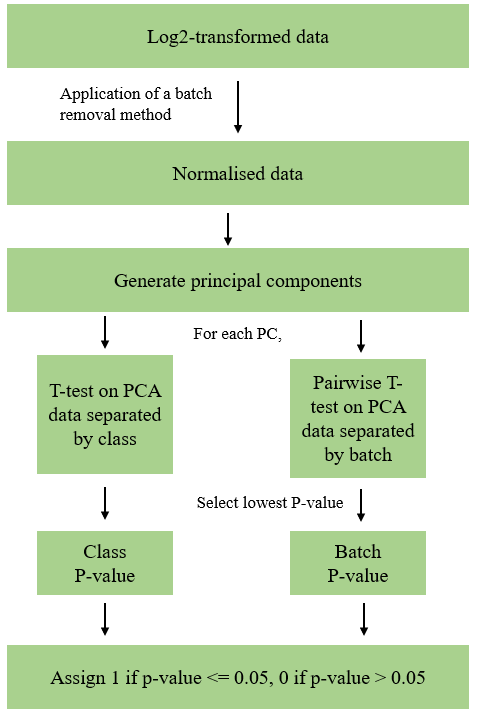 Log2-transformed data
Application of a batch
removal method
Normalised data
Generate principal components
For each PC,
T-test on PCA
data separated
by class
Pairwise T-
test on PCA
data separated
by batch
Select lowest P-value
Class
P-value
Batch
P-value
Assign 1 if p-value <= 0.05, 0 if p-value > 0.05